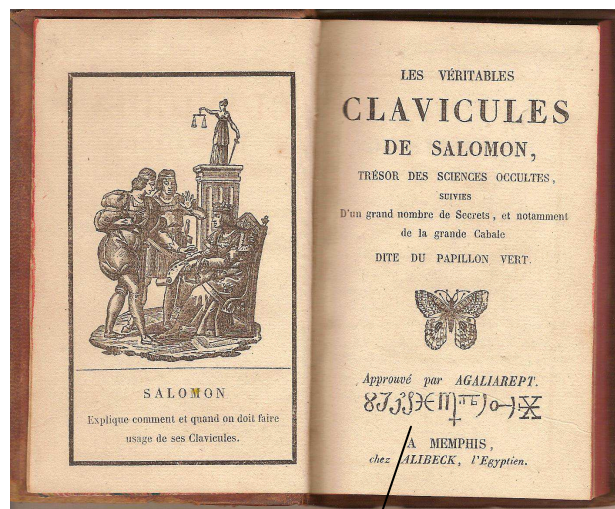 SALOMON
Explique comment et quand on doit faire
usage de ses Clavicules.
LES VÉRITABLES
CLAVICULES
DE SALOMON,
TRÉSOR DES SCIENCES OCCULTES,
SUIVIES
D'un grand nombre de Secrets, et notamment
de la grande Cabale
DITE DU PAPILLON VERT.
Approuvé par AGALIAREPT.
A MEMPHIS,
chez ALIBECK, l'Egyptien.